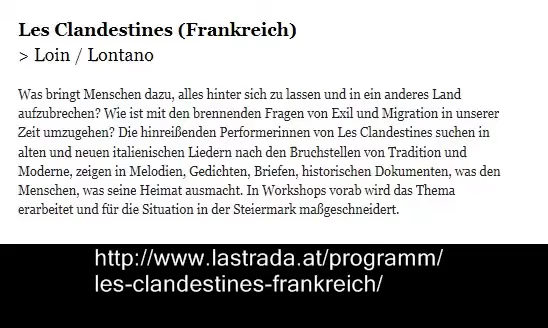 Les Clandestines (Frankreich)
> Loin / Lontano
Was bringt Menschen dazu, alles hinter sich zu lassen und in ein anderes Land
aufzubrechen? Wie ist mit den brennenden Fragen von Exil und Migration in unserer
Zeit umzugehen? Die hinreißenden Performerinnen von Les Clandestines suchen in
alten und neuen italienischen Liedern nach den Bruchstellen von Tradition und
Moderne, zeigen in Melodien, Gedichten, Briefen, historischen Dokumenten, was den
Menschen, was seine Heimat ausmacht. In Workshops vorab wird das Thema
erarbeitet und für die Situation in der Steiermark maßgeschneidert.
http://www.lastrada.at/programm/
les-clandestines-frankreich/